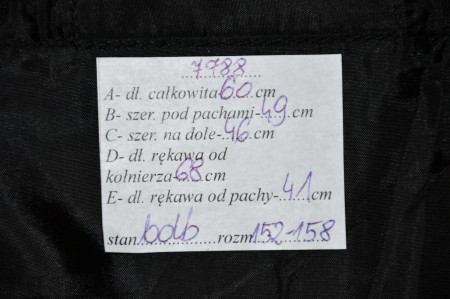 7788
A- dł. całkowita 60 cm
B- szer. pod pachami- 49 cm
C- szer. na dole- 46 cm
D- dł. rękawa od
kołnierza 68 cm
E- dł. rękawa od pachy- 41 cm
stan bdb rozm 152-158